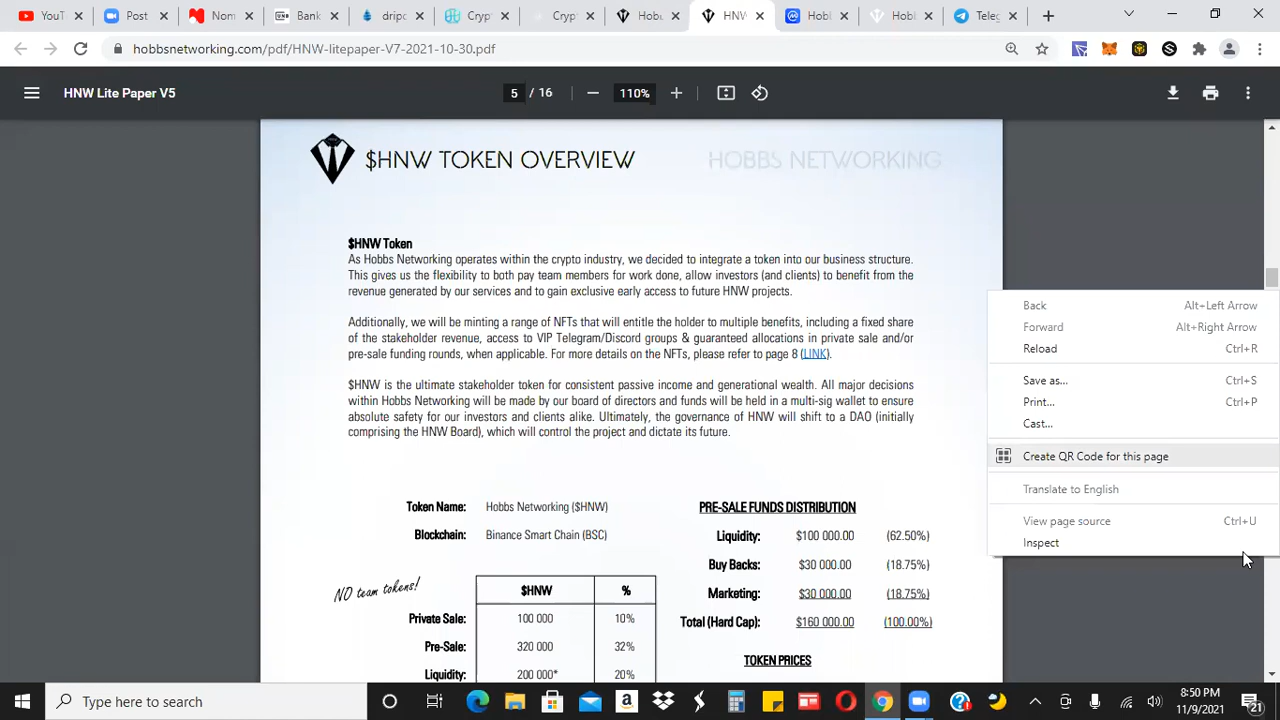 YouT
Post
Nom
Bank
dripc
Cryp
Cryp
Hobb
HNW
Hobl
Hobl
Teleg
hobbsnetworking.com/pdf/HNW-litepaper-V7-2021-10-30.pdf
HNW Lite Paper V5
5 / 16
110%
$HNW TOKEN OVERVIEW
HOBBS NETWORKING
$HNW Token
As Hobbs Networking operates within the crypto industry, we decided to integrate a token into our business structure.
This gives us the flexibility to both pay team members for work done, allow investors (and clients) to benefit from the
revenue generated by our services and to gain exclusive early access to future HNW projects.
Additionally, we will be minting a range of NFTs that will entitle the holder to multiple benefits, including a fixed share
of the stakeholder revenue, access to VIP Telegram/Discord groups & guaranteed allocations in private sale and/or
pre-sale funding rounds, when applicable. For more details on the NFTs, please refer to page 8 (LINK).
$HNW is the ultimate stakeholder token for consistent passive income and generational wealth. All major decisions
within Hobbs Networking will be made by our board of directors and funds will be held in a multi-sig wallet to ensure
absolute safety for our investors and clients alike. Ultimately, the governance of HNW will shift to a DAO (initially
comprising the HNW Board), which will control the project and dictate its future.
Token Name: Hobbs Networking ($HNW)
Blockchain: Binance Smart Chain (BSC)
NO team tokens!
$HNW %
Private Sale: 100 000 10%
Pre-Sale: 320 000 32%
Liquidity: 200 000* 20%
PRE-SALE FUNDS DISTRIBUTION
Liquidity: $100 000.00 (62.50%)
Buy Backs: $30 000.00 (18.75%)
Marketing: $30 000.00 (18.75%)
Total (Hard Cap): $160 000.00 (100.00%)
TOKEN PRICES
Back Alt+Left Arrow
Forward Alt+Right Arrow
Reload Ctrl+R
Save as... Ctrl+S
Print... Ctrl+P
Cast...
Create QR Code for this page
Translate to English
View page source Ctrl+U
Inspect
Type here to search
8:50 PM
11/9/2021
21